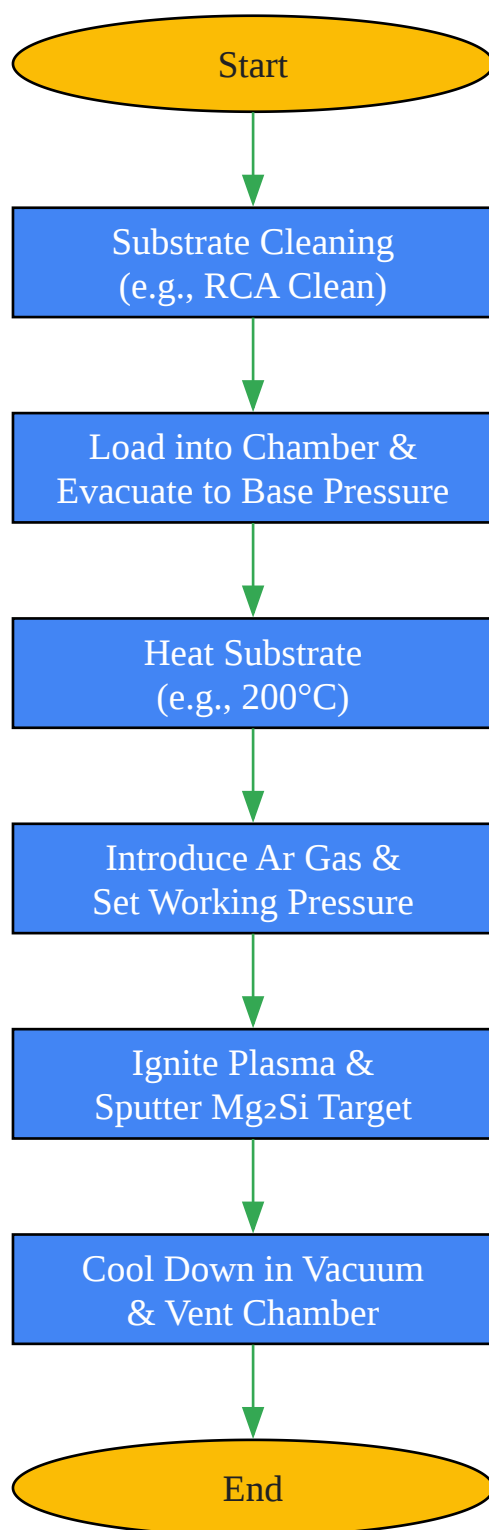 Start
Substrate Cleaning
(e.g., RCA Clean)
Load into Chamber &
Evacuate to Base Pressure
Heat Substrate
(e.g., 200°C)
Introduce Ar Gas &
Set Working Pressure
Ignite Plasma &
Sputter Mg₂Si Target
Cool Down in Vacuum
& Vent Chamber
End